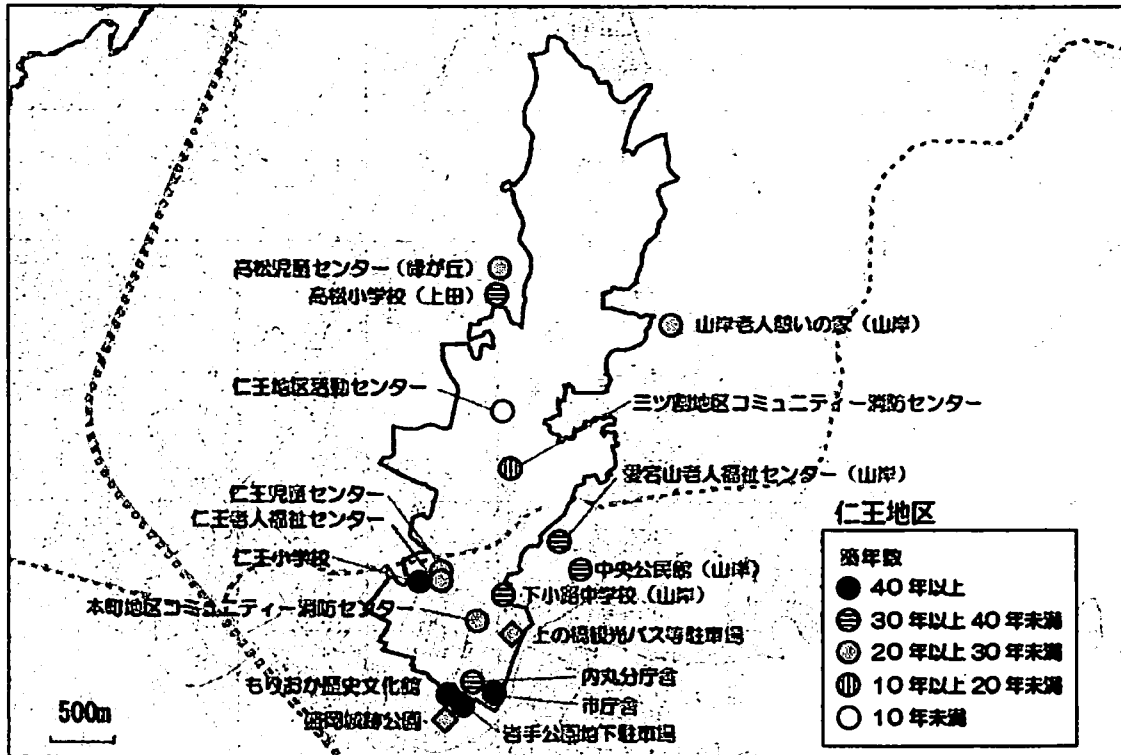 高松児童センター（緑が丘）
高松小学校（上田）
山岸老人憩いの家（山岸）
仁王地区活動センター
三ツ割地区コミュニティー消防センター
愛宕山老人福祉センター（山岸）
仁王児童センター
仁王老人福祉センター
仁王小学校
中央公民館（山岸）
下小路中学校（山岸）
本町地区コミュニティー消防センター
上の橋観光バス等駐車場
内丸分庁舎
もりおか歴史文化館
市庁舎
盛岡城跡公園
岩手公園地下駐車場
500m
仁王地区
築年数
40年以上
30年以上40年未満
20年以上30年未満
10年以上20年未満
10年未満